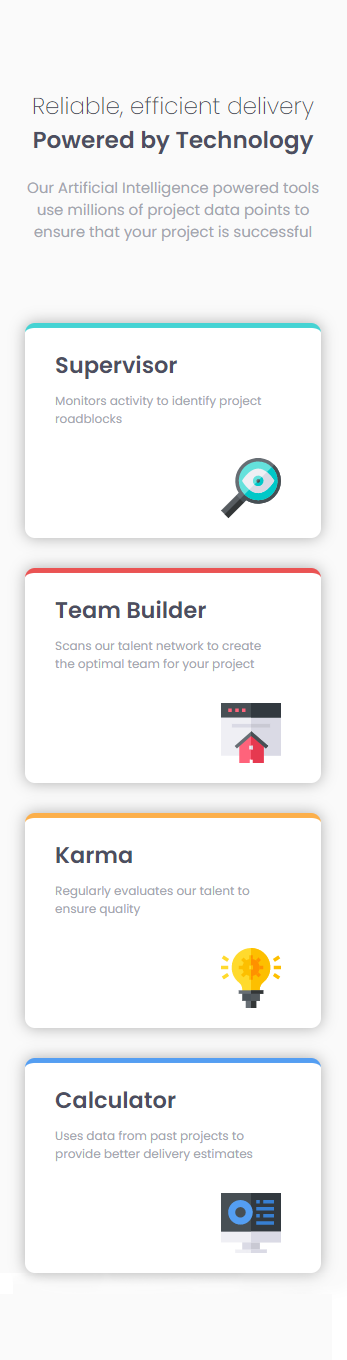 Reliable, efficient delivery
Powered by Technology
Our Artificial Intelligence powered tools
use millions of project data points to
ensure that your project is successful
Supervisor
Monitors activity to identify project
roadblocks
Team Builder
Scans our talent network to create
the optimal team for your project
Karma
Regularly evaluates our talent to
ensure quality
Calculator
Uses data from past projects to
provide better delivery estimates